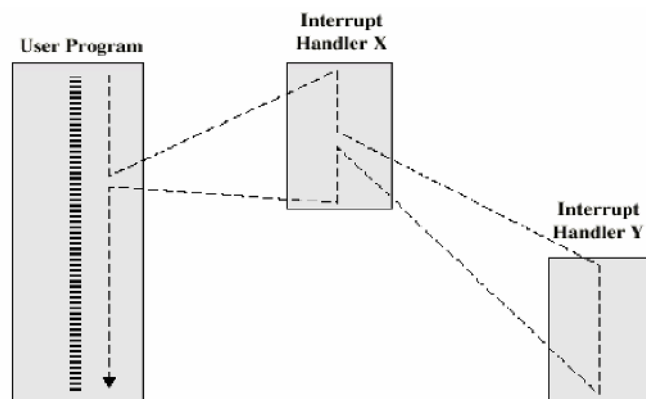 User Program
Interrupt
Handler X
Interrupt
Handler Y